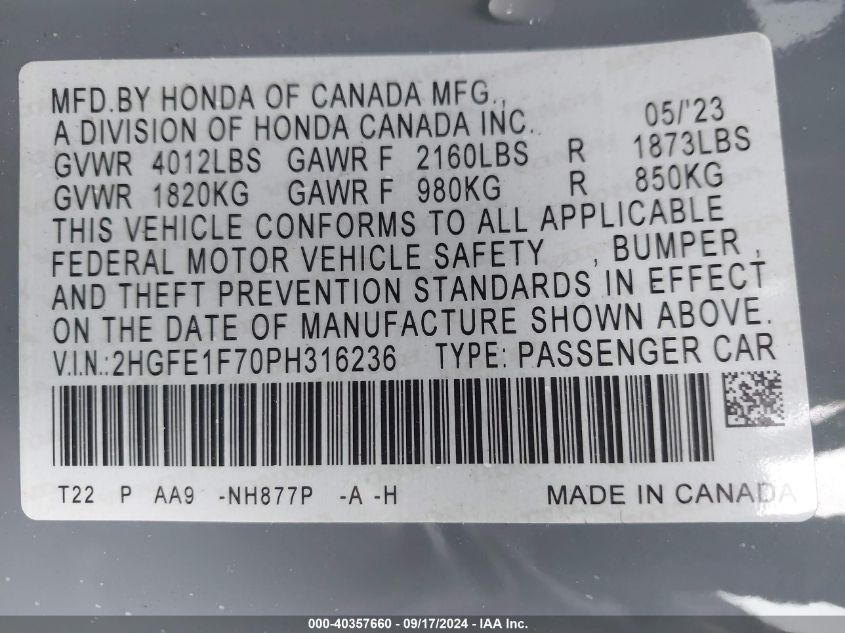 MFD.BY HONDA OF CANADA MFG.,
A DIVISION OF HONDA CANADA INC. 05/'23
GVWR 4012LBS GAWR F 2160LBS R 1873LBS
GVWR 1820KG GAWR F 980KG R 850KG
THIS VEHICLE CONFORMS TO ALL APPLICABLE
FEDERAL MOTOR VEHICLE SAFETY , BUMPER ,
AND THEFT PREVENTION STANDARDS IN EFFECT
ON THE DATE OF MANUFACTURE SHOWN ABOVE.
V.I.N.:2HGFE1F70PH316236 TYPE: PASSENGER CAR
T22 P AA9 -NH877P -A -H MADE IN CANADA
000-40357660 - 09/17/2024 - IAA Inc.